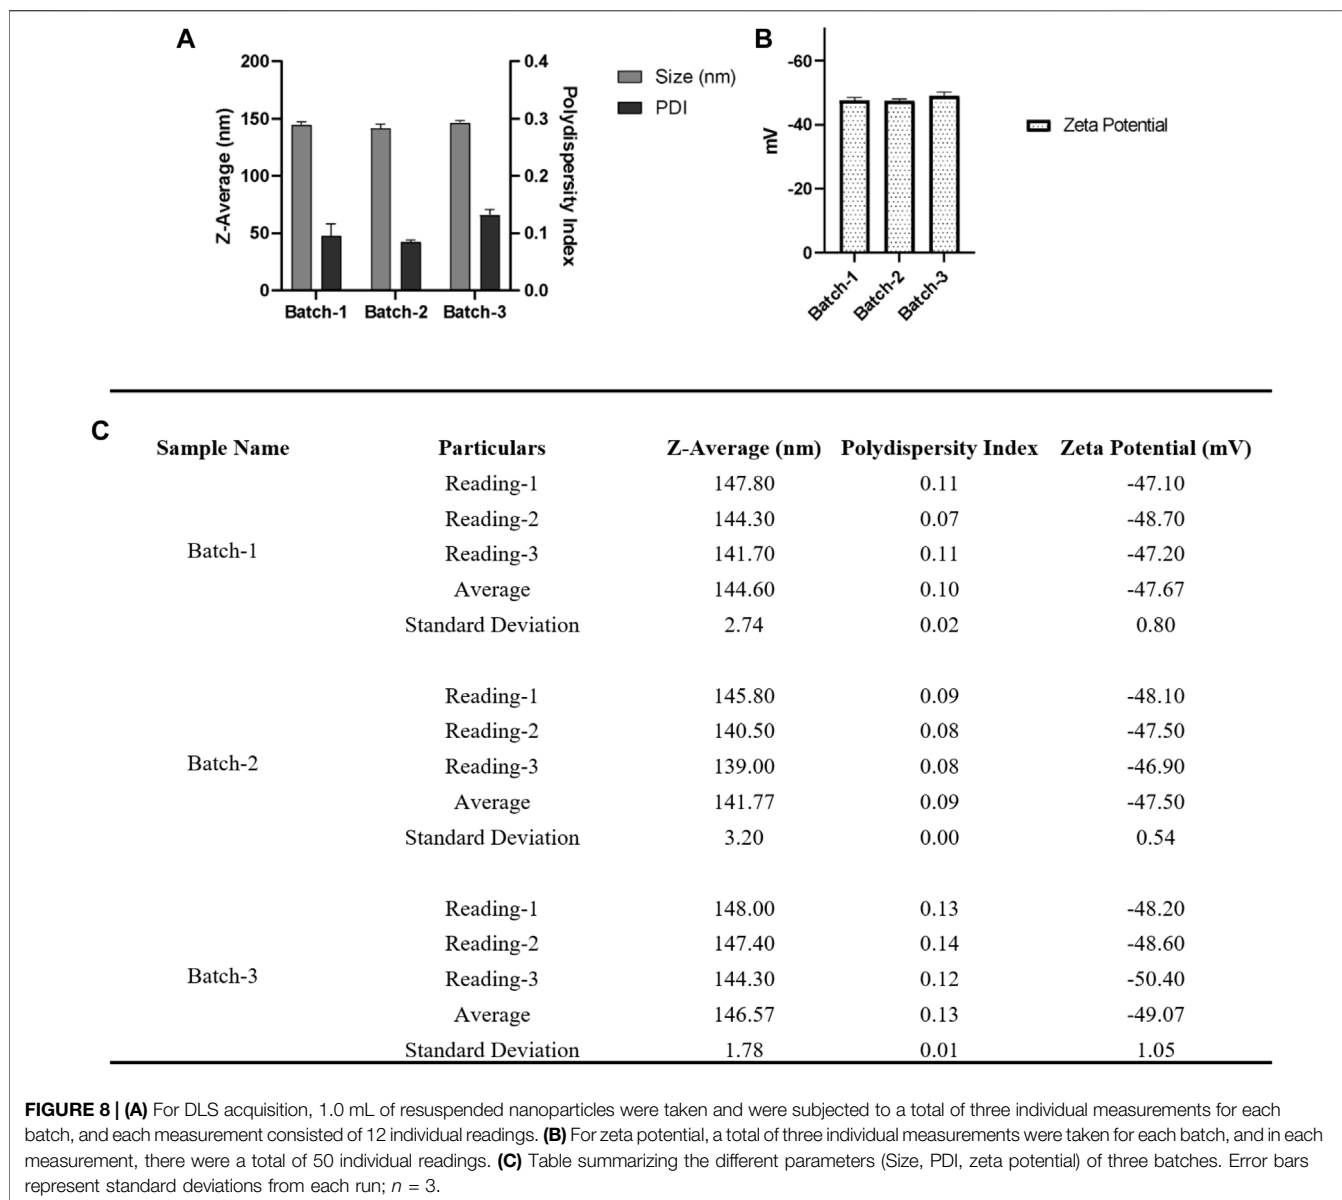 A
200
150
100
50
0
Z-Average (nm)
0.4
0.3
0.2
0.1
0.0
Polydispersity Index
Batch-1 Batch-2 Batch-3
Size (nm)
PDI
B
-60
-40
-20
0
mV
Batch-1
Batch-2
Batch-3
Zeta Potential
C
Sample Name Particulars Z-Average (nm) Polydispersity Index Zeta Potential (mV)
Reading-1 147.80 0.11 -47.10
Reading-2 144.30 0.07 -48.70
Batch-1 Reading-3 141.70 0.11 -47.20
Average 144.60 0.10 -47.67
Standard Deviation 2.74 0.02 0.80
Reading-1 145.80 0.09 -48.10
Reading-2 140.50 0.08 -47.50
Batch-2 Reading-3 139.00 0.08 -46.90
Average 141.77 0.09 -47.50
Standard Deviation 3.20 0.00 0.54
Reading-1 148.00 0.13 -48.20
Reading-2 147.40 0.14 -48.60
Batch-3 Reading-3 144.30 0.12 -50.40
Average 146.57 0.13 -49.07
Standard Deviation 1.78 0.01 1.05
FIGURE 8 | (A) For DLS acquisition, 1.0 mL of resuspended nanoparticles were taken and were subjected to a total of three individual measurements for each
batch, and each measurement consisted of 12 individual readings. (B) For zeta potential, a total of three individual measurements were taken for each batch, and in each
measurement, there were a total of 50 individual readings. (C) Table summarizing the different parameters (Size, PDI, zeta potential) of three batches. Error bars
represent standard deviations from each run; n = 3.